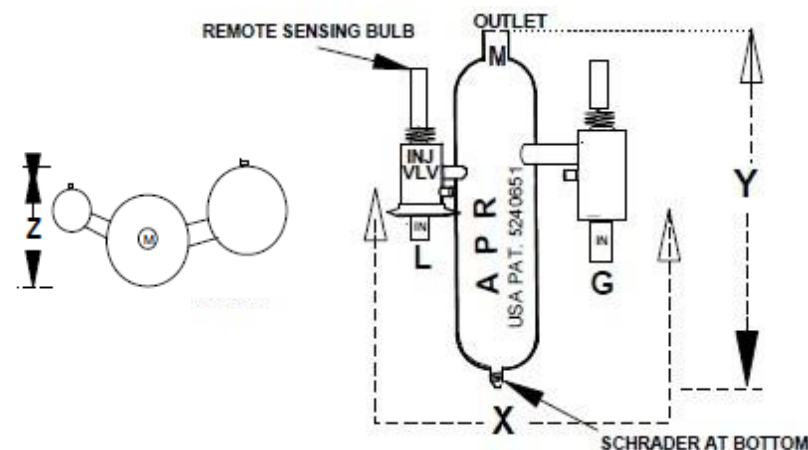 OUTLET
REMOTE SENSING BULB
M
INJ
VLV
IN
L
A P R
USA PAT. 5240651
IN
G
Y
Z
M
X
SCHRADER AT BOTTOM